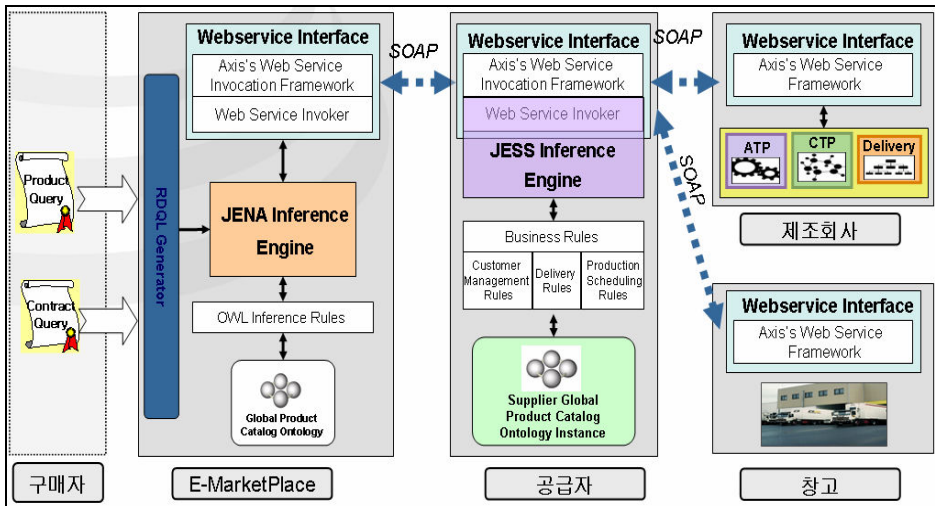 Product
Query
Contract
Query
구매자
RDQL Generator
Webservice Interface
Axis's Web Service
Invocation Framework
Web Service Invoker
JENA Inference
Engine
OWL Inference Rules
Global Product
Catalog Ontology
E-MarketPlace
SOAP
Webservice Interface
Axis's Web Service
Invocation Framework
Web Service Invoker
JESS Inference
Engine
Business Rules
Customer
Management
Rules
Delivery
Rules
Production
Scheduling
Rules
Supplier Global
Product Catalog
Ontology Instance
공급자
SOAP
SOAP
Webservice Interface
Axis's Web Service
Framework
ATP
CTP
Delivery
제조회사
Webservice Interface
Axis's Web Service
Framework
창고